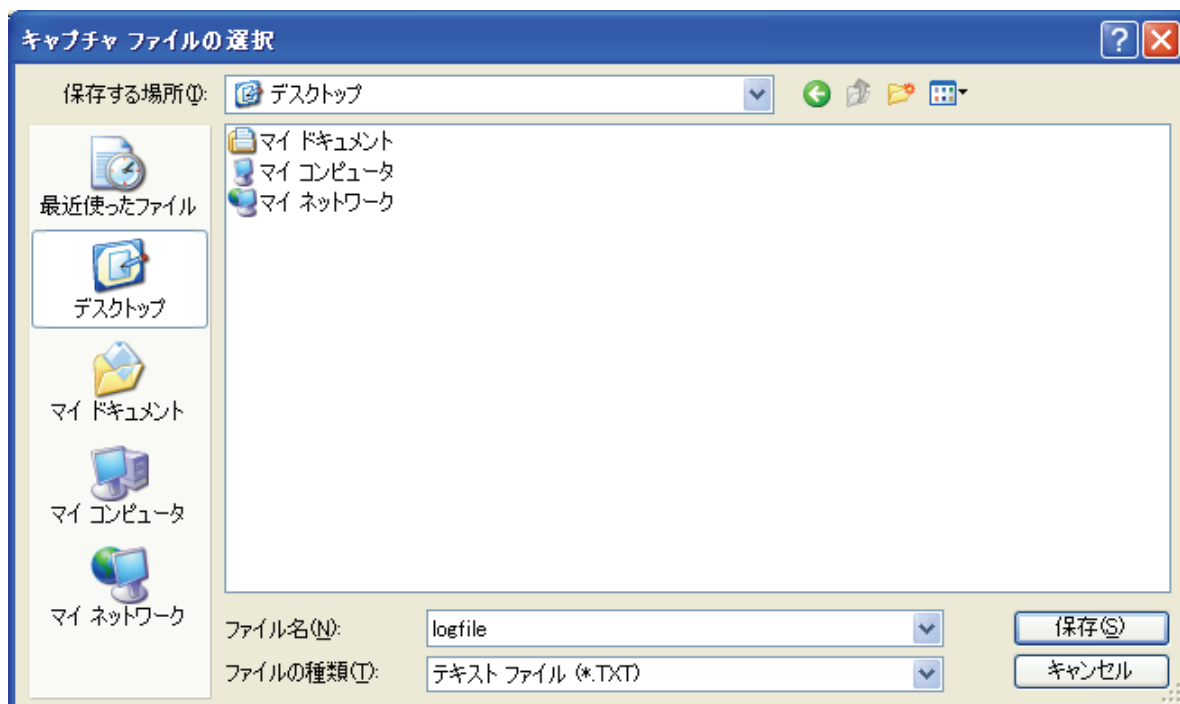 キャプチャ ファイルの選択
保存する場所(I):
デスクトップ
最近使ったファイル
デスクトップ
マイ ドキュメント
マイ コンピュータ
マイ ネットワーク
マイ ドキュメント
マイ コンピュータ
マイ ネットワーク
ファイル名(N):
logfile
保存(S)
ファイルの種類(T):
テキスト ファイル (*.TXT)
キャンセル